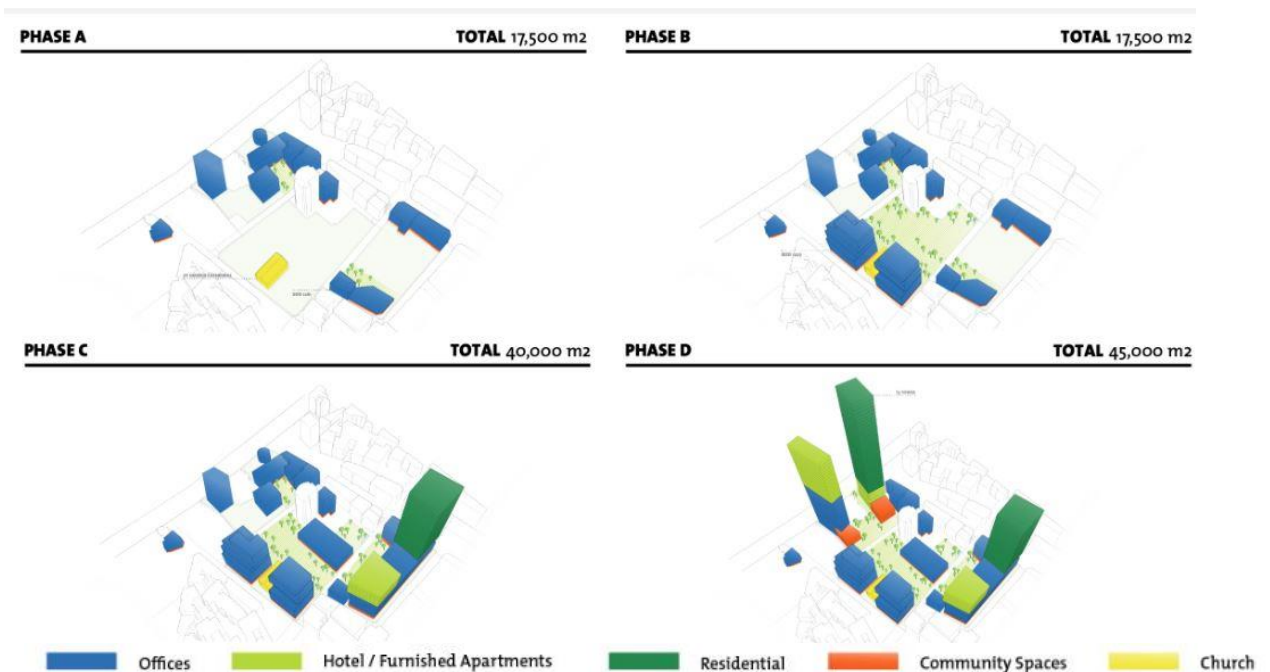 PHASE A TOTAL 17,500 m2
PHASE B TOTAL 17,500 m2
PHASE C TOTAL 40,000 m2
PHASE D TOTAL 45,000 m2
Offices
Hotel / Furnished Apartments
Residential
Community Spaces
Church